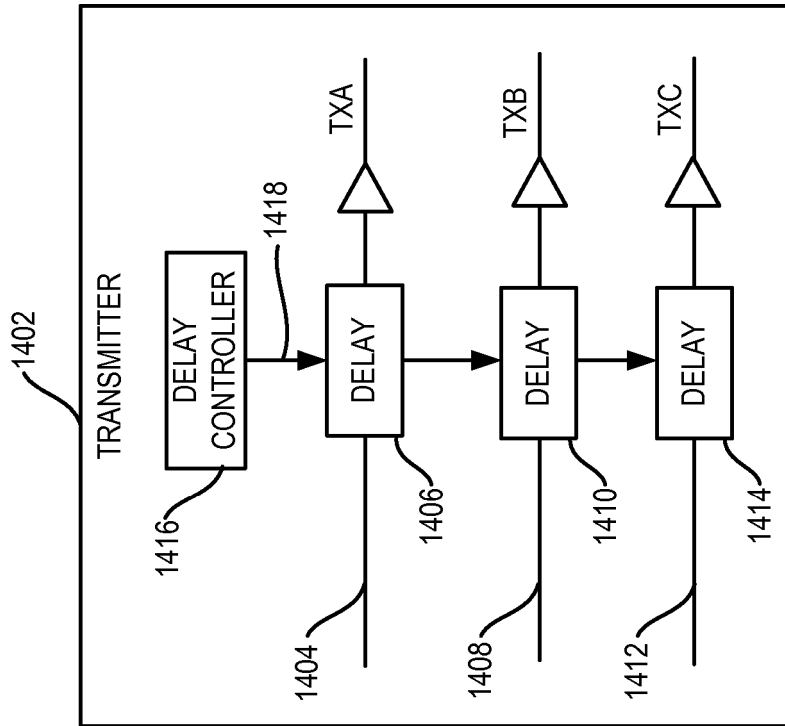 1402
TRANSMITTER
1416
DELAY
CONTROLLER
1418
1404
DELAY
1406
TXA
1408
DELAY
1410
TXB
1412
DELAY
1414
TXC